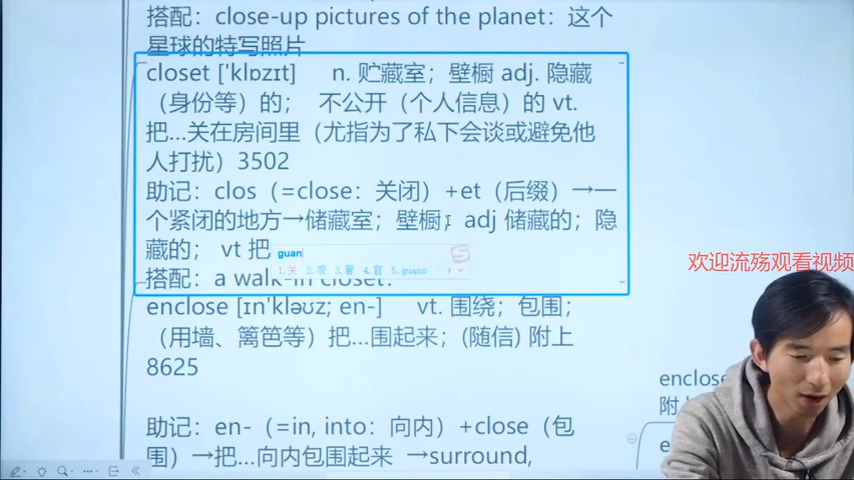 搭配：close-up pictures of the planet：这个
星球的特写照片
closet ['klɒzɪt] n. 贮藏室；壁橱 adj. 隐藏
（身份等）的； 不公开（个人信息）的 vt.
把…关在房间里（尤指为了私下会谈或避免他
人打扰）3502
助记：clos（=close：关闭）+et（后缀）→一
个紧闭的地方→储藏室；壁橱；adj 储藏的；隐
藏的； vt 把
guan
1.关 2.观 3.管 4.官 5.guano
搭配：a walk-in closet：
enclose [ɪn'kləʊz; en-] vt. 围绕；包围；
（用墙、篱笆等）把…围起来；(随信) 附上
8625
助记：en-（=in, into：向内）+close（包
围）→把…向内包围起来 →surround,
欢迎流殇观看视频
enclose
附上
e